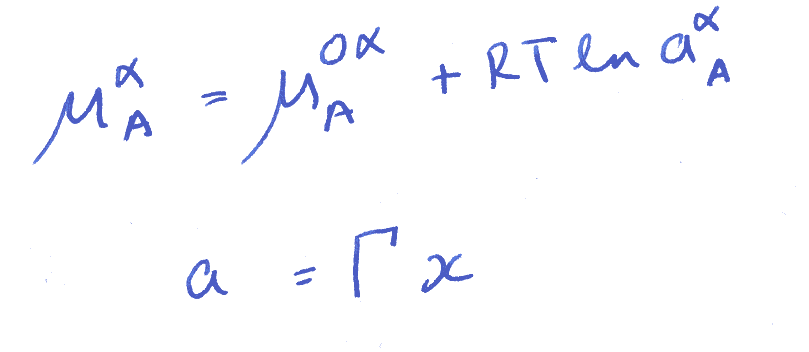 μ_A^α = μ_A^{0α} + RT ln a_A^α
a = Γ x